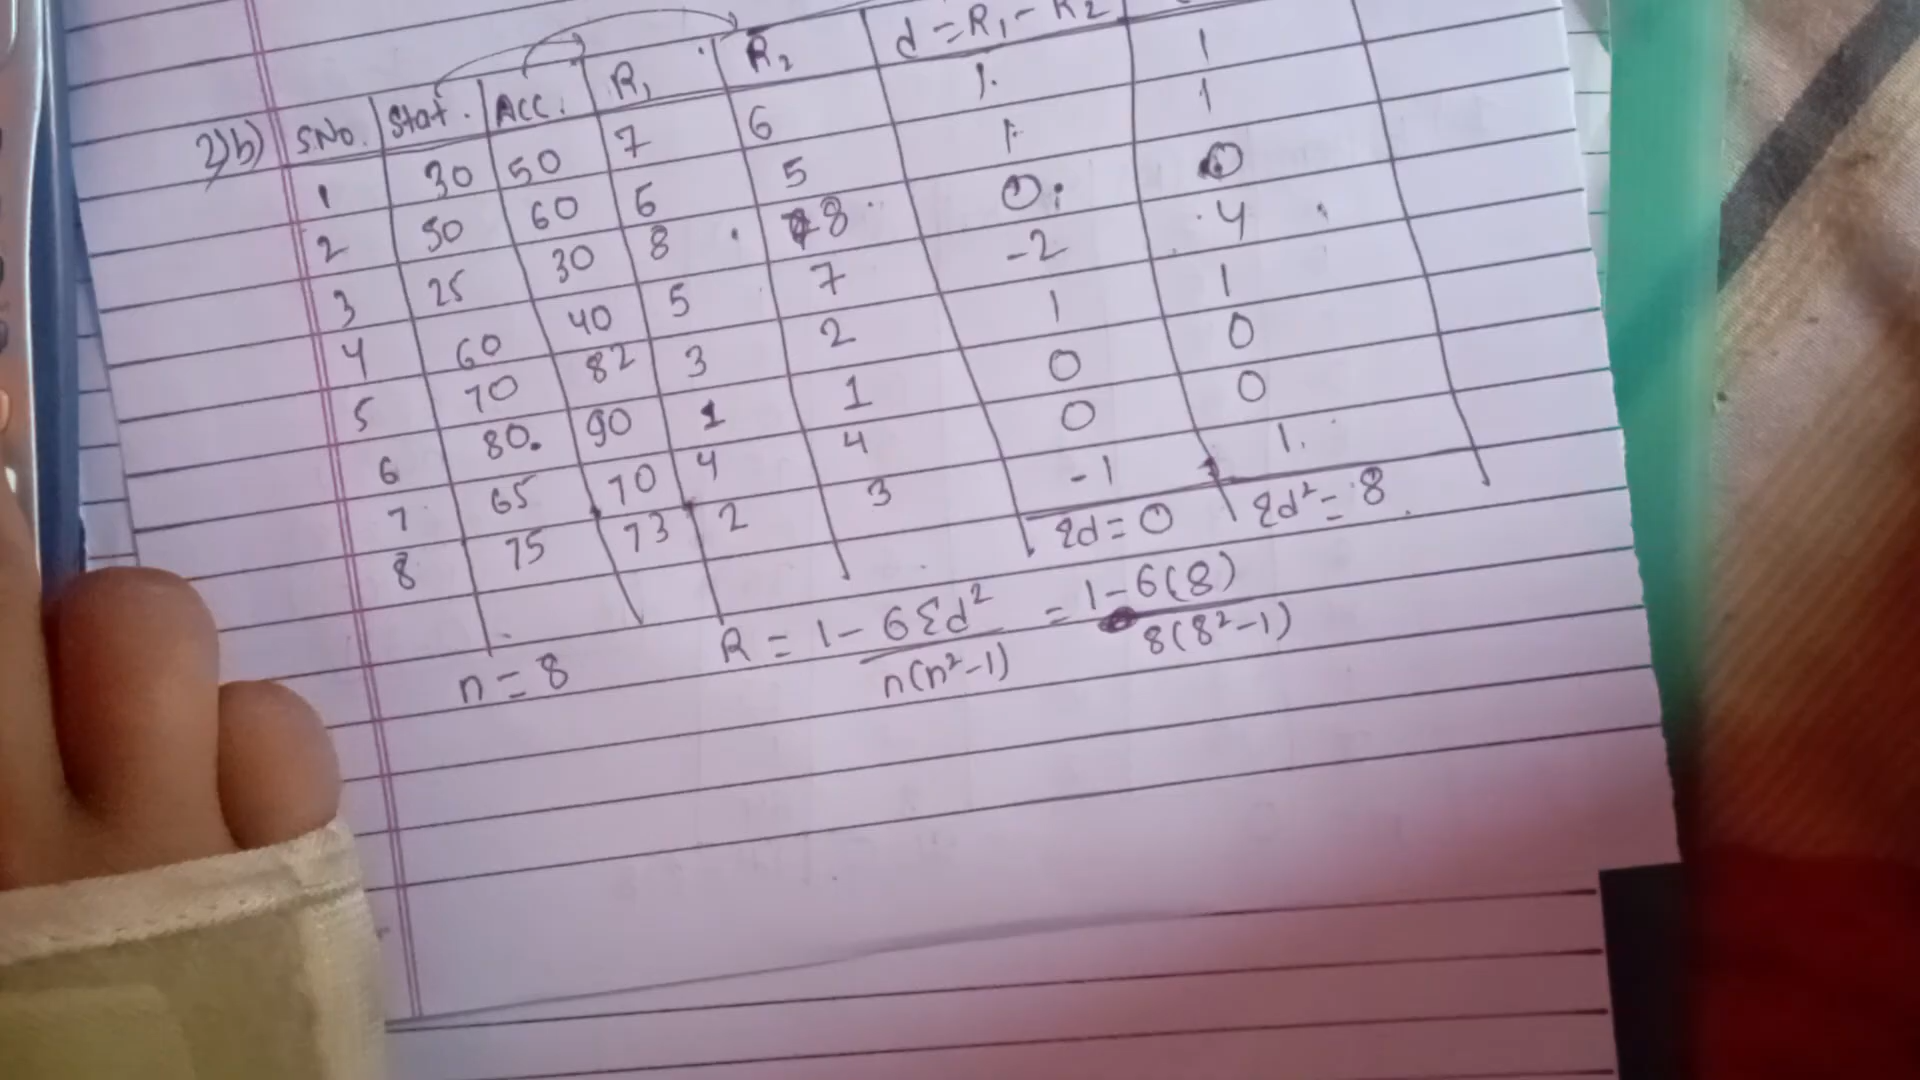 2)b) S.No. Stat. Acc. R₁ R₂ d=R₁-R₂
1 30 50 7 6 1 1
2 50 60 6 5 1 1
3 25 30 8 8 0 0
4 60 40 5 7 -2 4
5 70 82 3 2 1 1
6 80 90 1 1 0 0
7 65 70 4 4 0 0
8 75 73 2 3 -1 1
Σd=0 Σd²=8
n=8 R = 1 - 6Σd² / n(n²-1) = 1-6(8) / 8(8²-1)